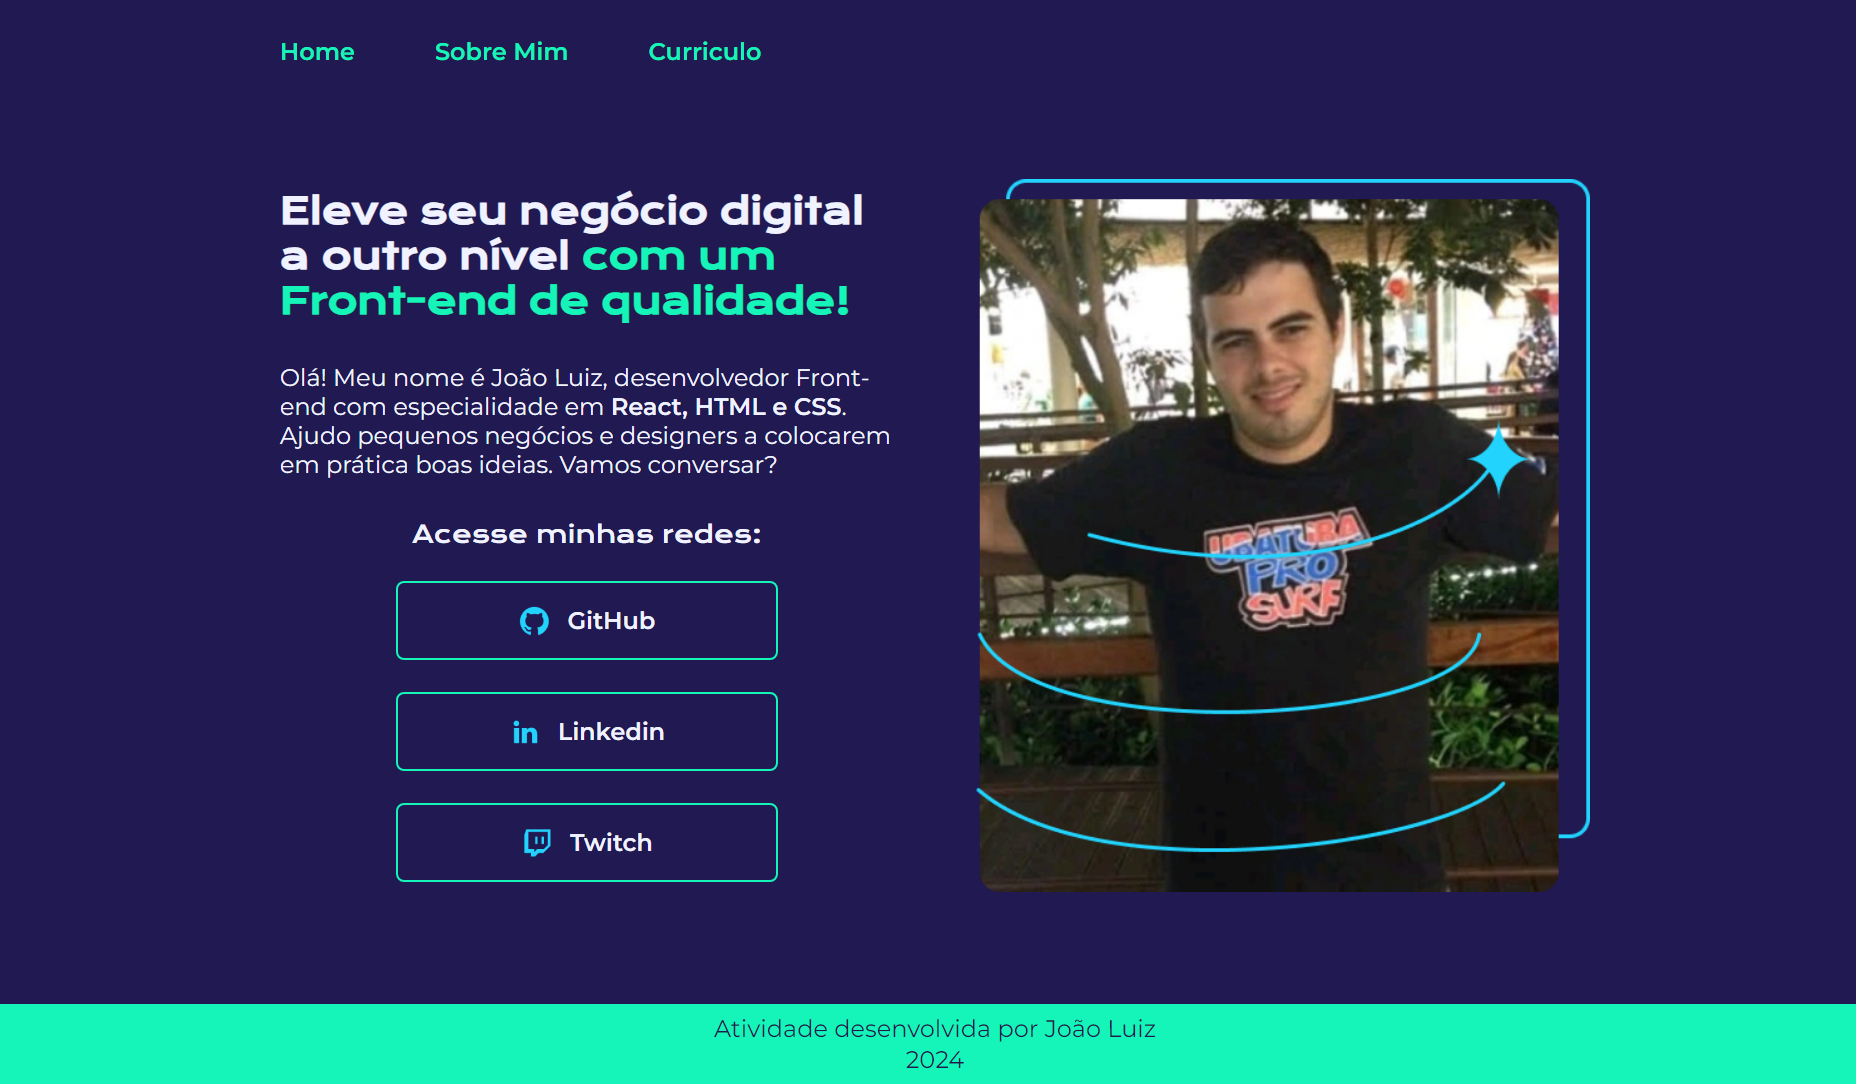 Home Sobre Mim Curriculo
Eleve seu negócio digital
a outro nível com um
Front-end de qualidade!
Olá! Meu nome é João Luiz, desenvolvedor Front-
end com especialidade em React, HTML e CSS.
Ajudo pequenos negócios e designers a colocarem
em prática boas ideias. Vamos conversar?
Acesse minhas redes:
GitHub
Linkedin
Twitch
UBATUBA
PRO
SURF
Atividade desenvolvida por João Luiz
2024